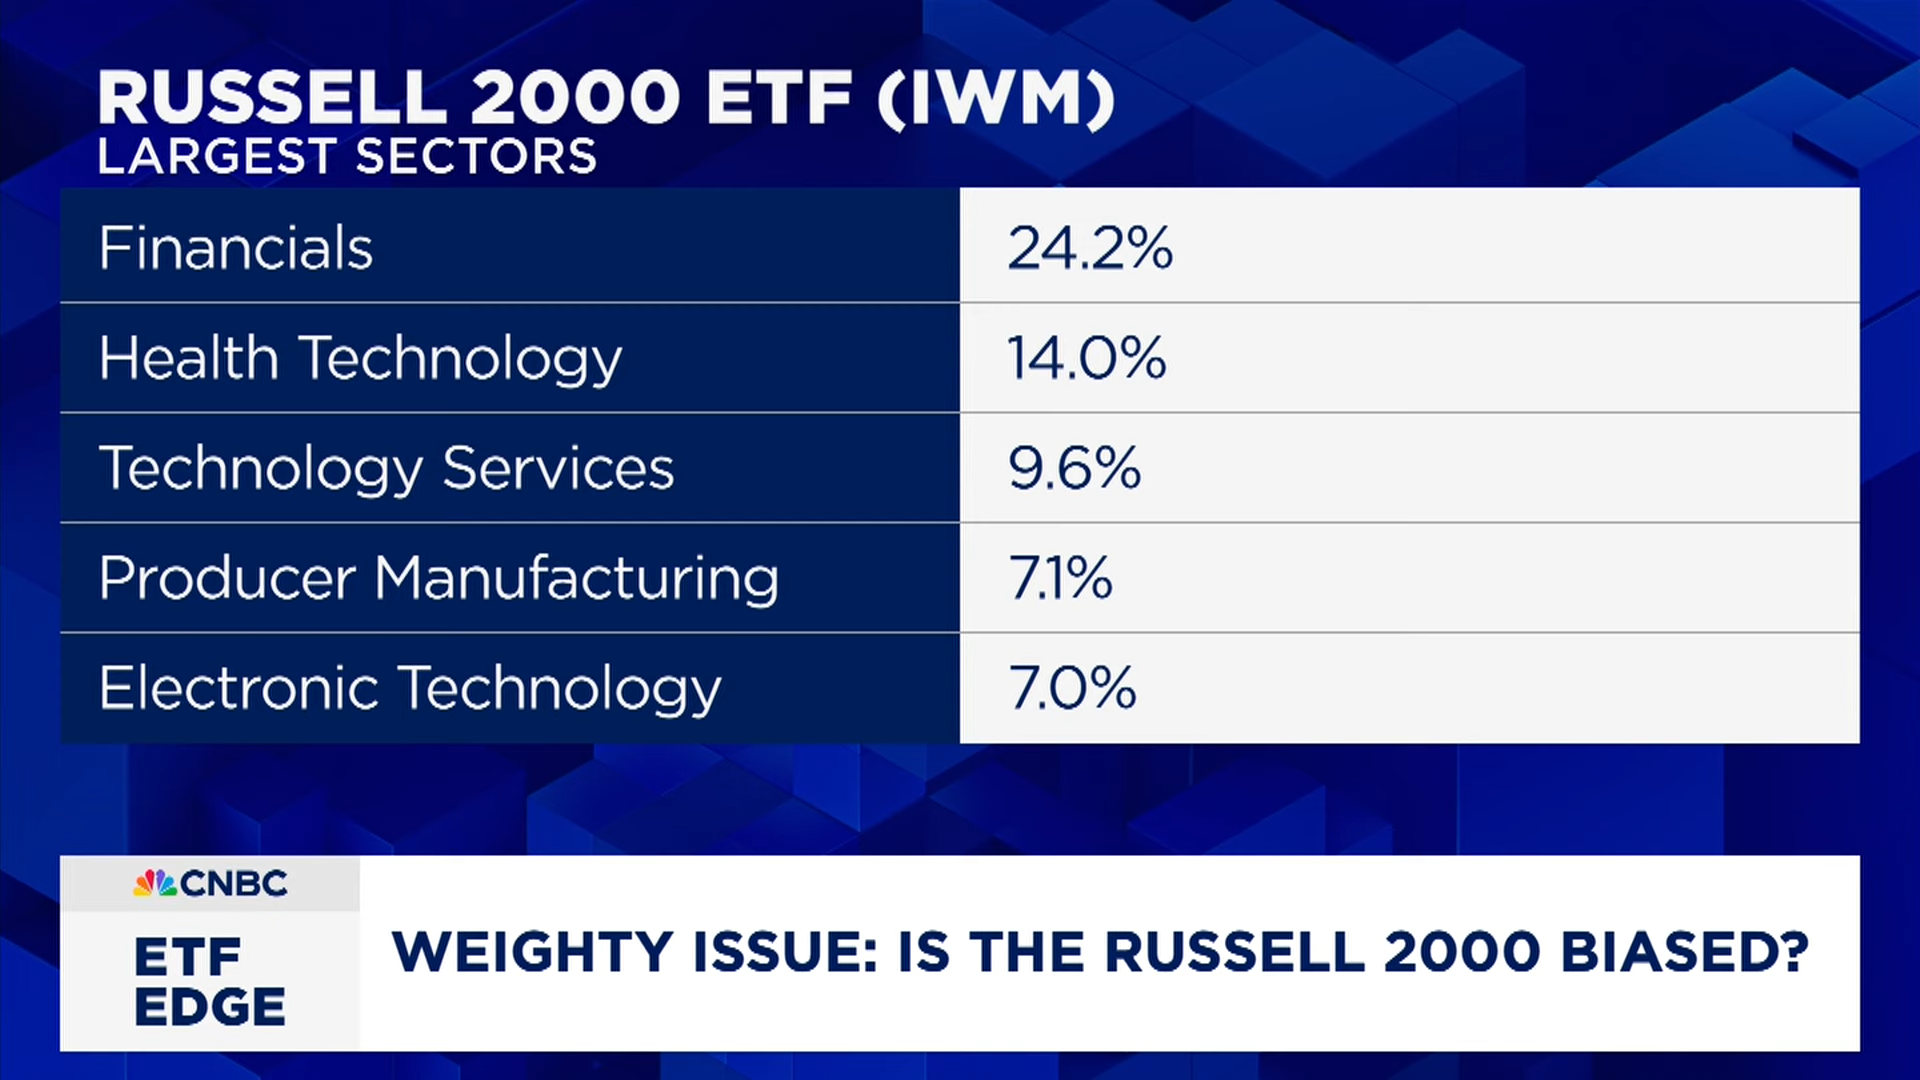 RUSSELL 2000 ETF (IWM)
LARGEST SECTORS
Financials 24.2%
Health Technology 14.0%
Technology Services 9.6%
Producer Manufacturing 7.1%
Electronic Technology 7.0%
CNBC
ETF
EDGE
WEIGHTY ISSUE: IS THE RUSSELL 2000 BIASED?